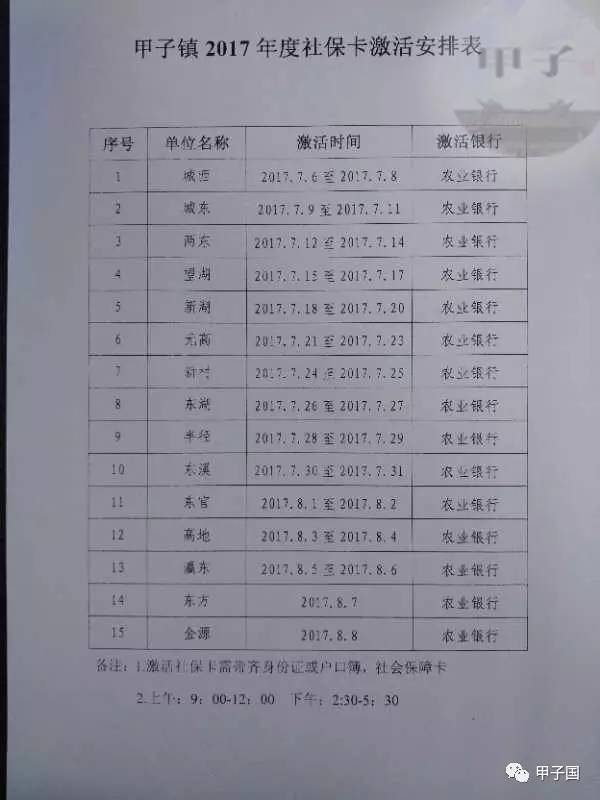 甲子镇 2017 年度社保卡激活安排表
甲子
序号 单位名称 激活时间 激活银行
1 城西 2017.7.6 至 2017.7.8 农业银行
2 城东 2017.7.9 至 2017.7.11 农业银行
3 两东 2017.7.12 至 2017.7.14 农业银行
4 望湖 2017.7.15 至 2017.7.17 农业银行
5 新湖 2017.7.18 至 2017.7.20 农业银行
6 元高 2017.7.21 至 2017.7.23 农业银行
7 新村 2017.7.24 至 2017.7.25 农业银行
8 东湖 2017.7.26 至 2017.7.27 农业银行
9 半径 2017.7.28 至 2017.7.29 农业银行
10 东溪 2017.7.30 至 2017.7.31 农业银行
11 东宫 2017.8.1 至 2017.8.2 农业银行
12 高地 2017.8.3 至 2017.8.4 农业银行
13 瀛东 2017.8.5 至 2017.8.6 农业银行
14 东方 2017.8.7 农业银行
15 金源 2017.8.8 农业银行
备注：1.激活社保卡需带齐身份证或户口簿，社会保障卡
2.上午：9：00-12：00 下午：2:30-5：30
甲子国